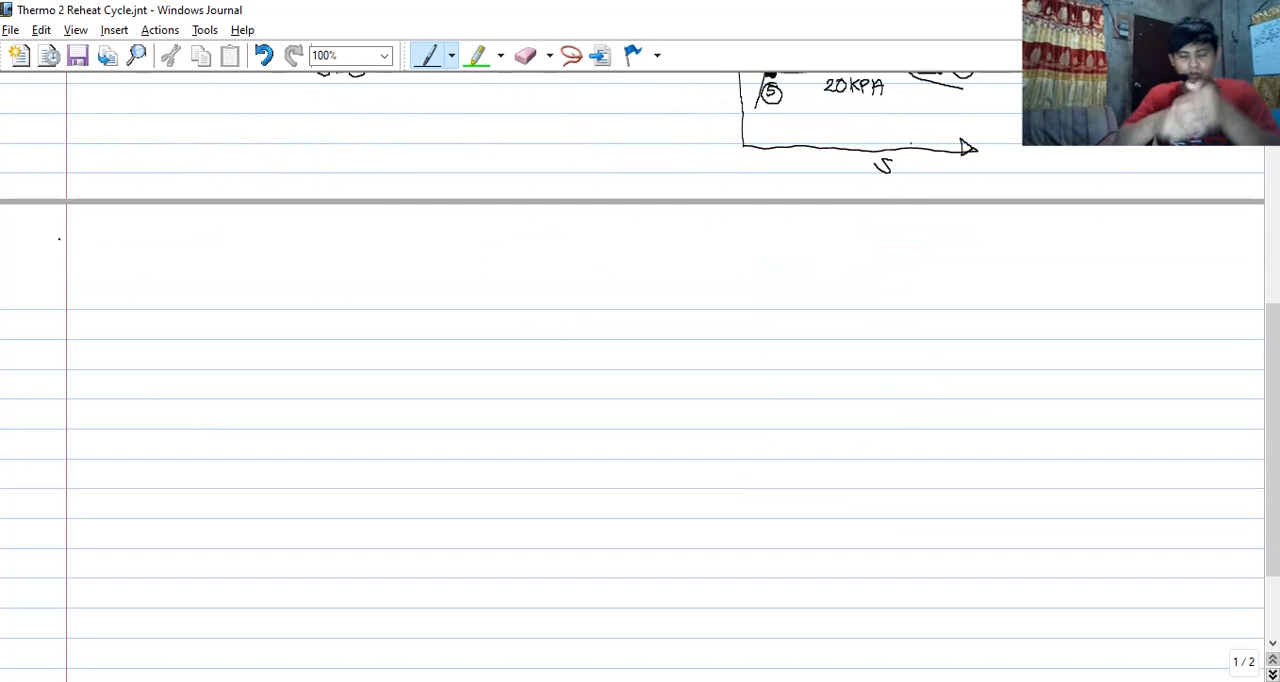 Thermo 2 Reheat Cycle.jnt - Windows Journal
File Edit View Insert Actions Tools Help
100%
5
20KPA
S
1 / 2